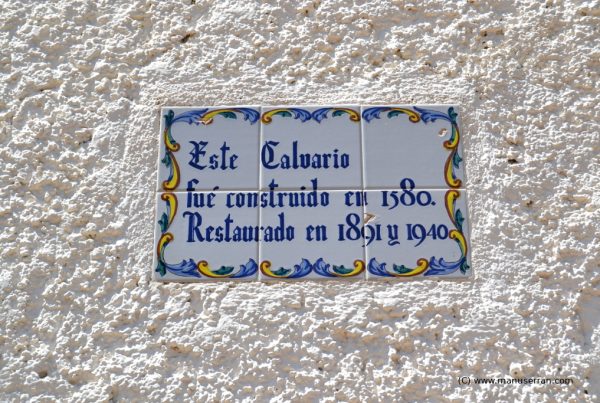 Este Calvario
fué construido en 1580.
Restaurado en 1891 y 1940.
(C) www.manuserran.com